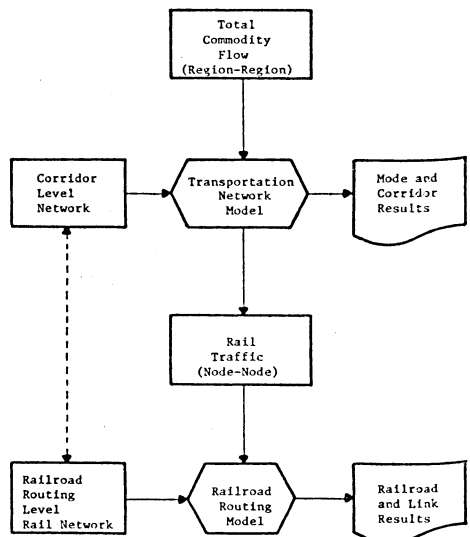 Total
Commodity
Flow
(Region-Region)
Corridor
Level
Network
Transportation
Network
Model
Mode and
Corridor
Results
Rail
Traffic
(Node-Node)
Railroad
Routing
Level
Rail Network
Railroad
Routing
Model
Railroad
and Link
Results